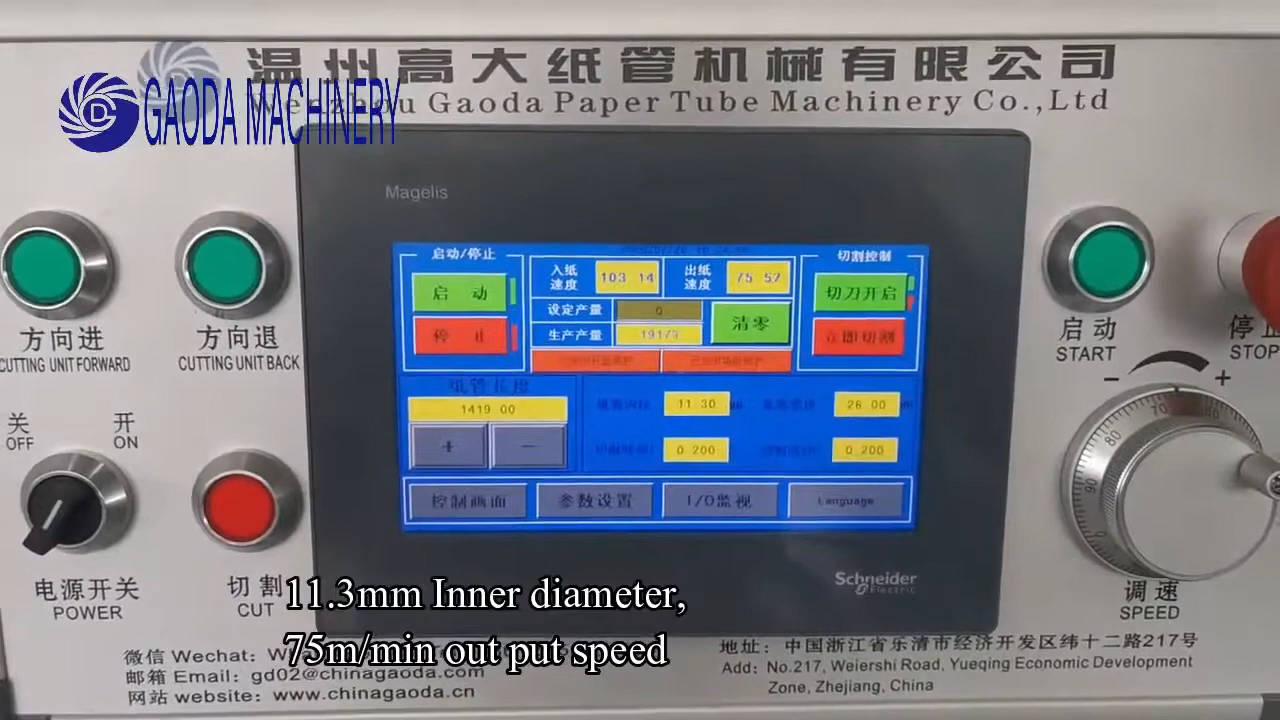 温州高大纸管机械有限公司
GAODA MACHINERY
Wenzhou Gaoda Paper Tube Machinery Co.,Ltd
Magelis
启动/停止
启 动
停 止
入纸速度
103 14
出纸速度
75 57
设定产量
0
生产产量
清零
切割控制
切刀开启
立即切割
纸管长度
1419 00
+
-
11.30
26 00
0 200
0 200
控制画面
参数设置
I/O监视
Language
Schneider
Electric
方向进
CUTTING UNIT FORWARD
方向退
CUTTING UNIT BACK
关
OFF
开
ON
电源开关
POWER
切割
CUT
启动
START
停止
STOP
- +
70
80
90
调速
SPEED
11.3mm Inner diameter,
75m/min out put speed
微信 Wechat:
邮箱 Email: gd02@chinagaoda.com
网站 website: www.chinagaoda.cn
地址: 中国浙江省乐清市经济开发区纬十二路217号
Add: No.217, Weiershi Road, Yueqing Economic Development
Zone, Zhejiang, China